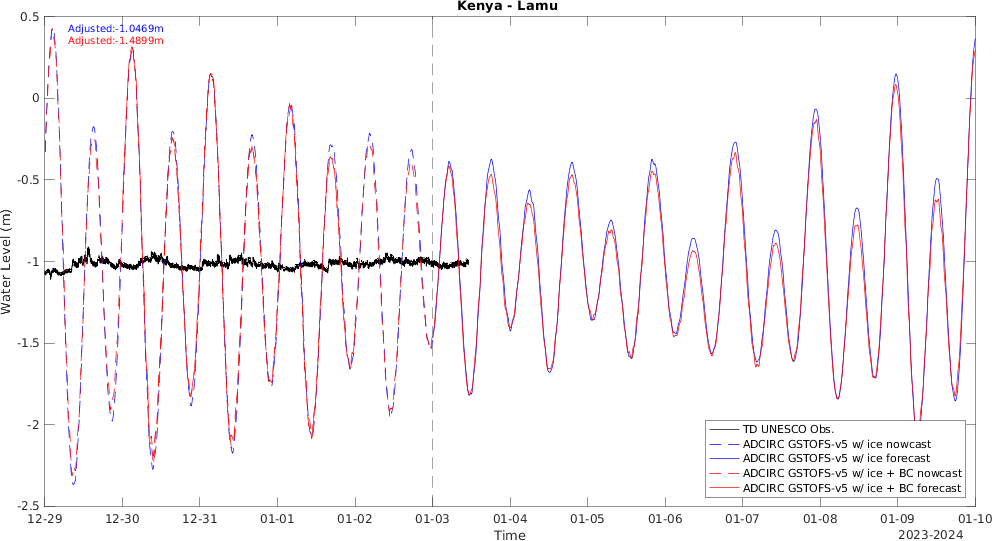 Kenya - Lamu
Adjusted:-1.0469m
Adjusted:-1.4899m
0.5
0
-0.5
-1
-1.5
-2
-2.5
Water Level (m)
TD UNESCO Obs.
ADCIRC GSTOFS-v5 w/ ice nowcast
ADCIRC GSTOFS-v5 w/ ice forecast
ADCIRC GSTOFS-v5 w/ ice + BC nowcast
ADCIRC GSTOFS-v5 w/ ice + BC forecast
12-29 12-30 12-31 01-01 01-02 01-03 01-04 01-05 01-06 01-07 01-08 01-09 01-10
Time
2023-2024